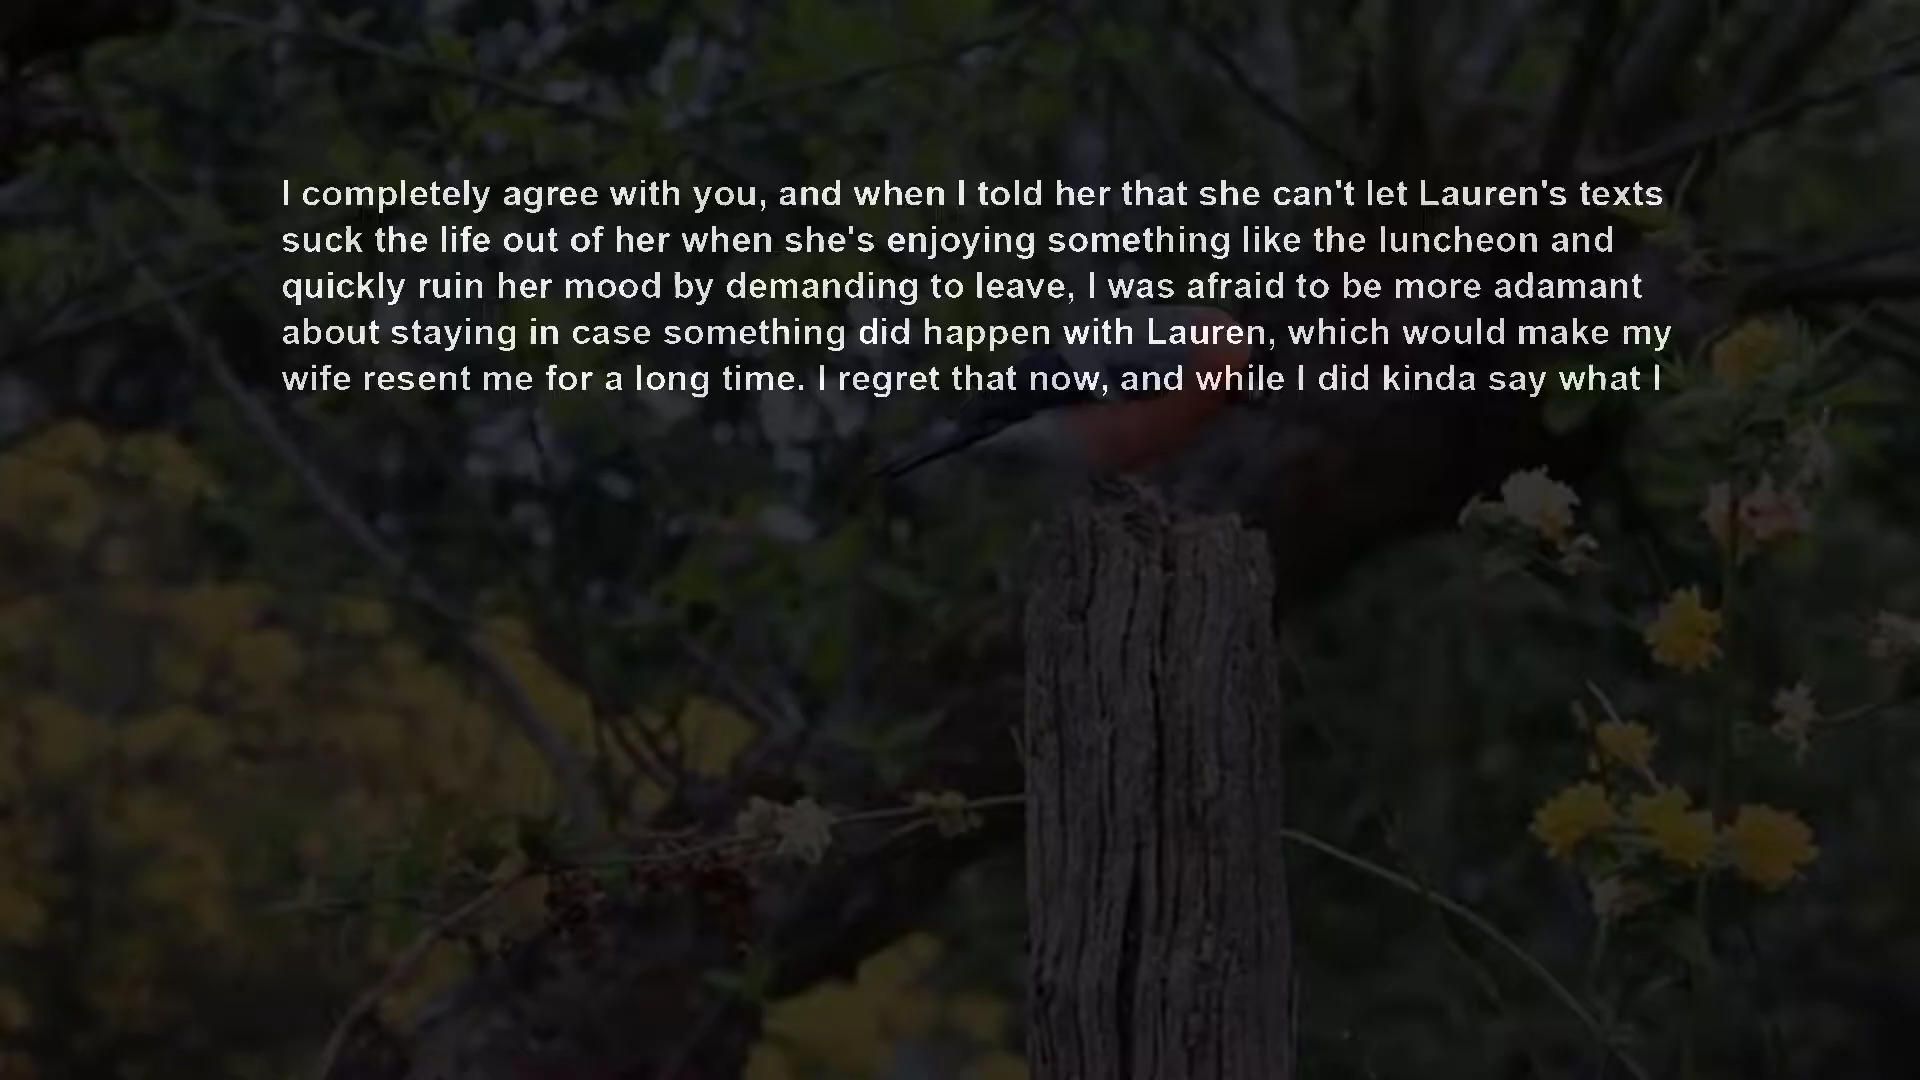 I completely agree with you, and when I told her that she can't let Lauren's texts
suck the life out of her when she's enjoying something like the luncheon and
quickly ruin her mood by demanding to leave, I was afraid to be more adamant
about staying in case something did happen with Lauren, which would make my
wife resent me for a long time. I regret that now, and while I did kinda say what I